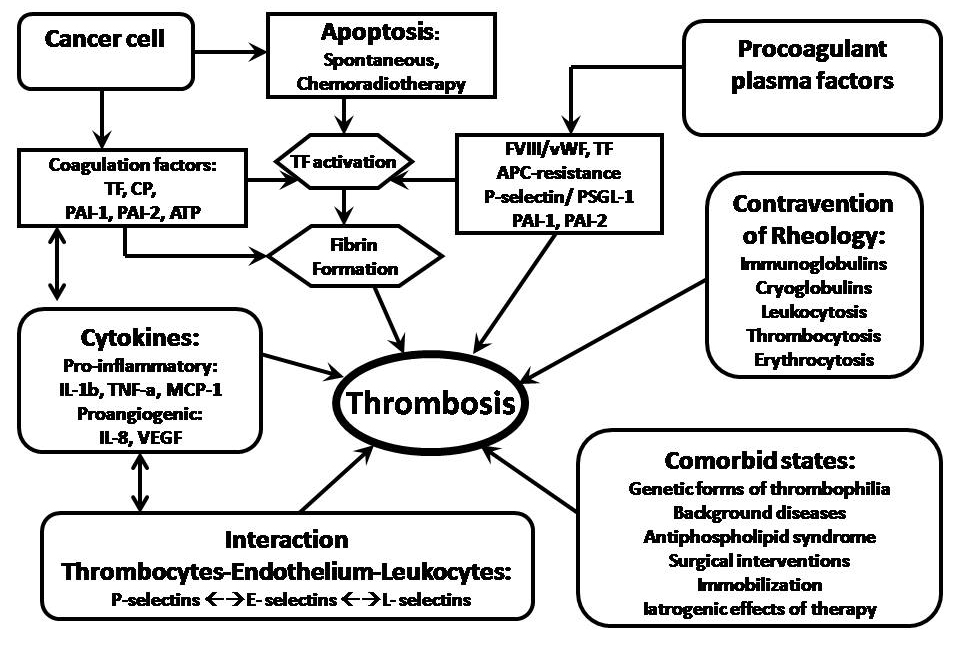 Cancer cell
Apoptosis:
Spontaneous,
Chemoradiotherapy
Procoagulant
plasma factors
Coagulation factors:
TF, CP,
PAI-1, PAI-2, ATP
TF activation
FVIII/vWF, TF
APC-resistance
P-selectin/ PSGL-1
PAI-1, PAI-2
Contravention
of Rheology:
Immunoglobulins
Cryoglobulins
Leukocytosis
Thrombocytosis
Erythrocytosis
Fibrin
Formation
Cytokines:
Pro-inflammatory:
IL-1b, TNF-a, MCP-1
Proangiogenic:
IL-8, VEGF
Thrombosis
Comorbid states:
Genetic forms of thrombophilia
Background diseases
Antiphospholipid syndrome
Surgical interventions
Immobilization
Iatrogenic effects of therapy
Interaction
Thrombocytes-Endothelium-Leukocytes:
P-selectins ←→E- selectins ←→L- selectins